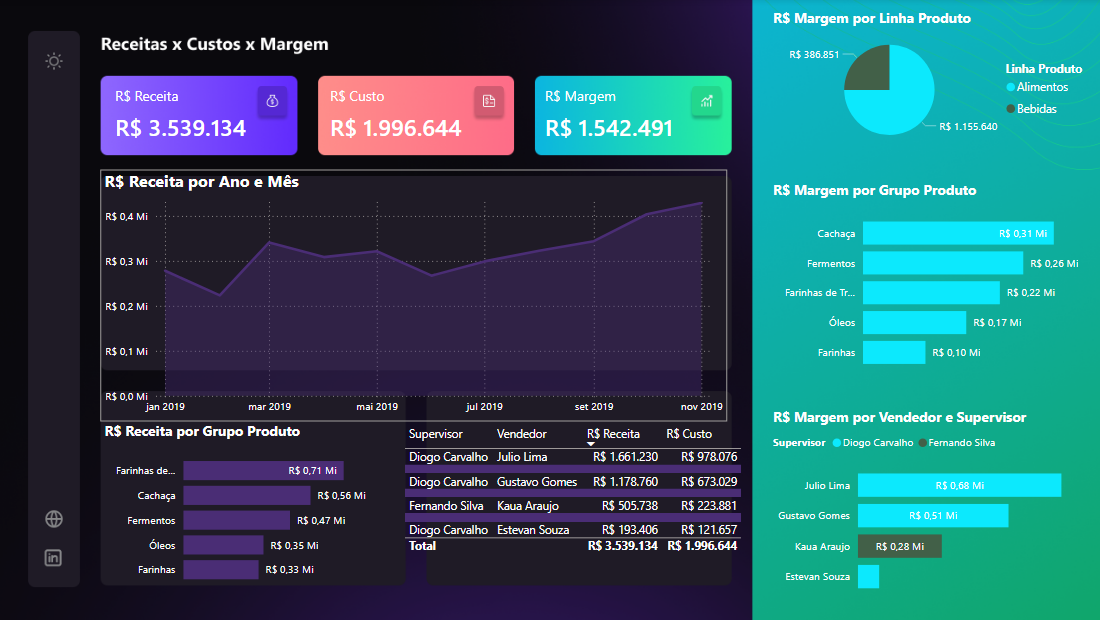 Receitas x Custos x Margem
R$ Receita
R$ 3.539.134
R$ Custo
R$ 1.996.644
R$ Margem
R$ 1.542.491
R$ Receita por Ano e Mês
R$ 0,4 Mi
R$ 0,3 Mi
R$ 0,2 Mi
R$ 0,1 Mi
R$ 0,0 Mi
jan 2019 mar 2019 mai 2019 jul 2019 set 2019 nov 2019
R$ Receita por Grupo Produto
Farinhas de... R$ 0,71 Mi
Cachaça R$ 0,56 Mi
Fermentos R$ 0,47 Mi
Óleos R$ 0,35 Mi
Farinhas R$ 0,33 Mi
Supervisor Vendedor R$ Receita R$ Custo
Diogo Carvalho Julio Lima R$ 1.661.230 R$ 978.076
Diogo Carvalho Gustavo Gomes R$ 1.178.760 R$ 673.029
Fernando Silva Kaua Araujo R$ 505.738 R$ 223.881
Diogo Carvalho Estevan Souza R$ 193.406 R$ 121.657
Total R$ 3.539.134 R$ 1.996.644
in
R$ Margem por Linha Produto
R$ 386.851
R$ 1.155.640
Linha Produto
Alimentos
Bebidas
R$ Margem por Grupo Produto
Cachaça R$ 0,31 Mi
Fermentos R$ 0,26 Mi
Farinhas de Tr... R$ 0,22 Mi
Óleos R$ 0,17 Mi
Farinhas R$ 0,10 Mi
R$ Margem por Vendedor e Supervisor
Supervisor Diogo Carvalho Fernando Silva
Julio Lima R$ 0,68 Mi
Gustavo Gomes R$ 0,51 Mi
Kaua Araujo R$ 0,28 Mi
Estevan Souza